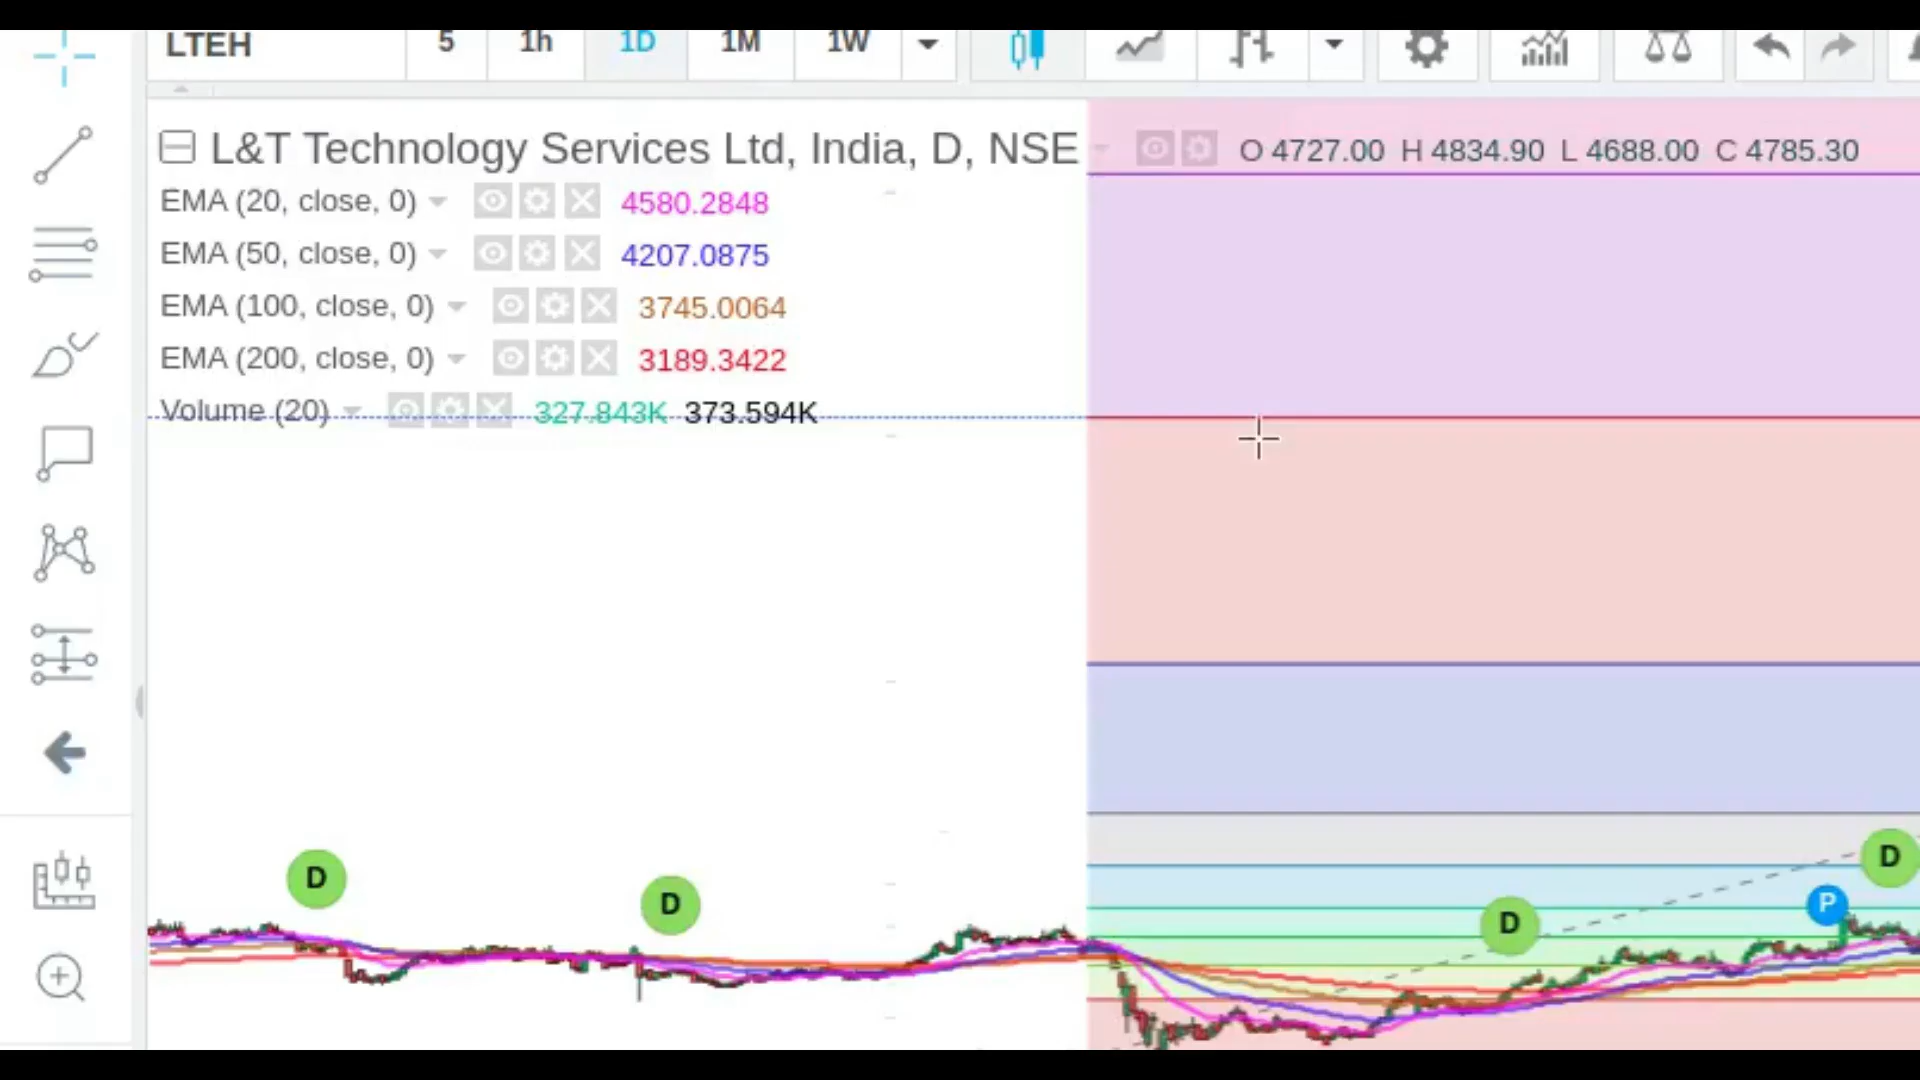 LTEH 5 1h 1D 1M 1W
L&T Technology Services Ltd, India, D, NSE O 4727.00 H 4834.90 L 4688.00 C 4785.30
EMA (20, close, 0) 4580.2848
EMA (50, close, 0) 4207.0875
EMA (100, close, 0) 3745.0064
EMA (200, close, 0) 3189.3422
Volume (20) 327.843K 373.594K
D
D
D
P
D